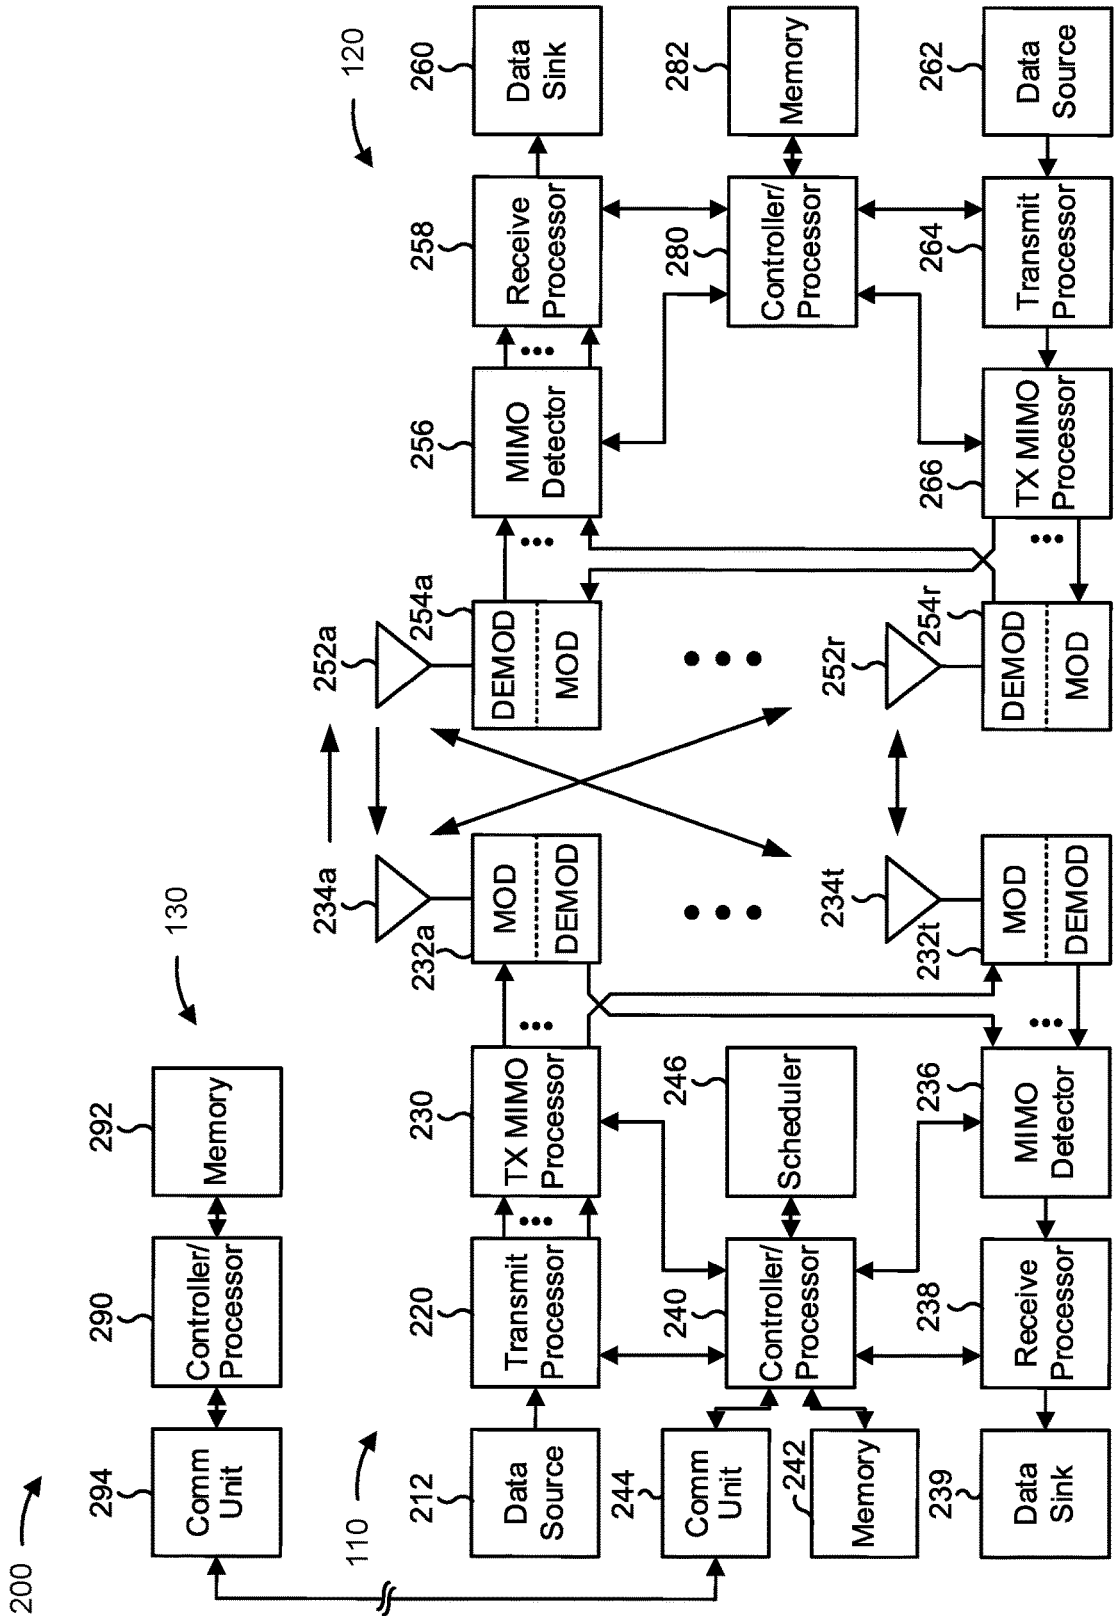 200
130
294
290
292
Comm
Unit
Controller/
Processor
Memory
110
120
234a
252a
212
220
230
232a
254a
256
258
260
Data
Source
Transmit
Processor
TX MIMO
Processor
MOD
DEMOD
DEMOD
MOD
MIMO
Detector
Receive
Processor
Data
Sink
244
240
246
280
282
Comm
Unit
Controller/
Processor
Scheduler
Controller/
Processor
Memory
242
Memory
234t
252r
239
238
236
232t
254r
266
264
262
Data
Sink
Receive
Processor
MIMO
Detector
MOD
DEMOD
DEMOD
MOD
TX MIMO
Processor
Transmit
Processor
Data
Source